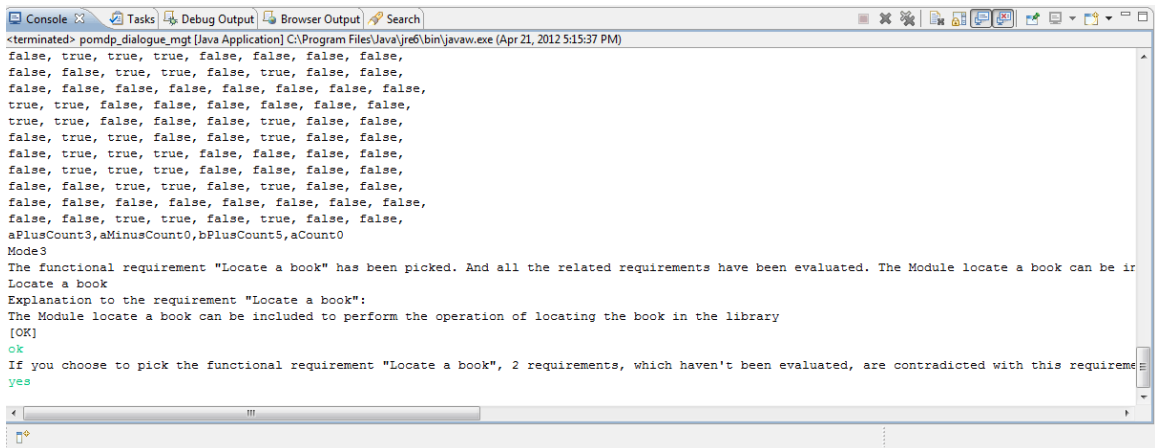 Console Tasks Debug Output Browser Output Search
<terminated> pomdp_dialogue_mgt [Java Application] C:\Program Files\Java\jre6\bin\javaw.exe (Apr 21, 2012 5:15:37 PM)
false, true, true, true, false, false, false, false,
false, false, true, true, false, true, false, false,
false, false, false, false, false, false, false, false,
true, true, false, false, false, false, false, false,
true, true, false, false, false, true, false, false,
false, true, true, false, false, true, false, false,
false, true, true, true, false, false, false, false,
false, true, true, true, false, false, false, false,
false, false, true, true, false, true, false, false,
false, false, false, false, false, false, false, false,
false, false, true, true, false, true, false, false,
aPlusCount3,aMinusCount0,bPlusCount5,aCount0
Mode3
The functional requirement "Locate a book" has been picked. And all the related requirements have been evaluated. The Module locate a book can be in
Locate a book
Explanation to the requirement "Locate a book":
The Module locate a book can be included to perform the operation of locating the book in the library
[OK]
ok
If you choose to pick the functional requirement "Locate a book", 2 requirements, which haven't been evaluated, are contradicted with this requireme
yes